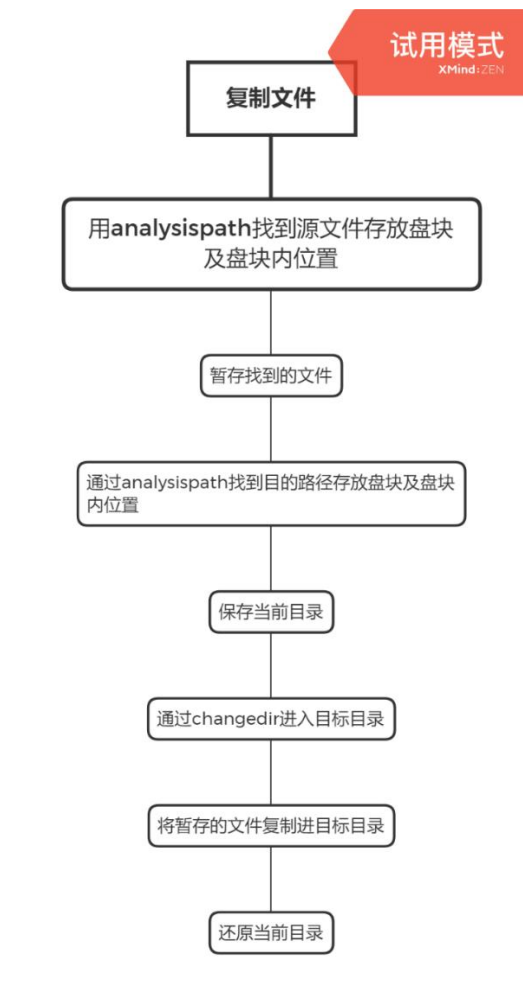 试用模式
XMind:ZEN
复制文件
用analysispath找到源文件存放盘块
及盘块内位置
暂存找到的文件
通过analysispath找到目的路径存放盘块及盘块
内位置
保存当前目录
通过changedir进入目标目录
将暂存的文件复制进目标目录
还原当前目录